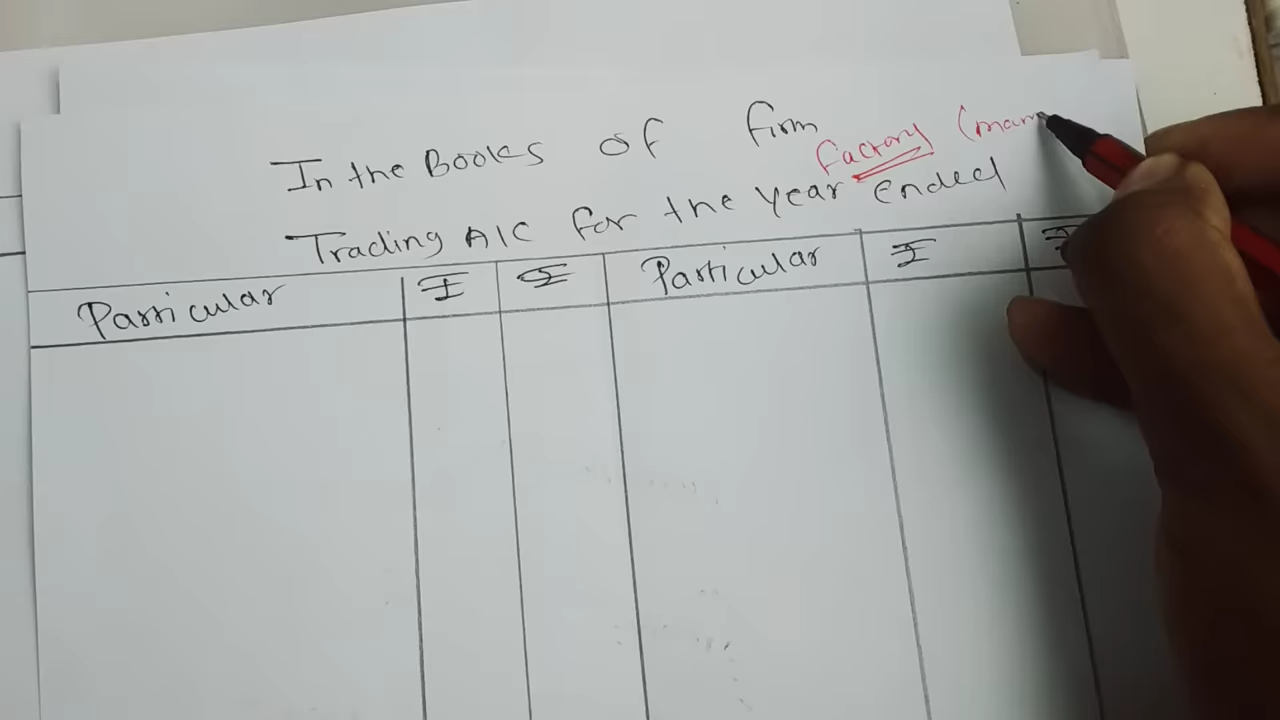 In the Books of firm
factory (man
Trading A/C for the year ended
Particular ₹ ₹ Particular ₹ ₹